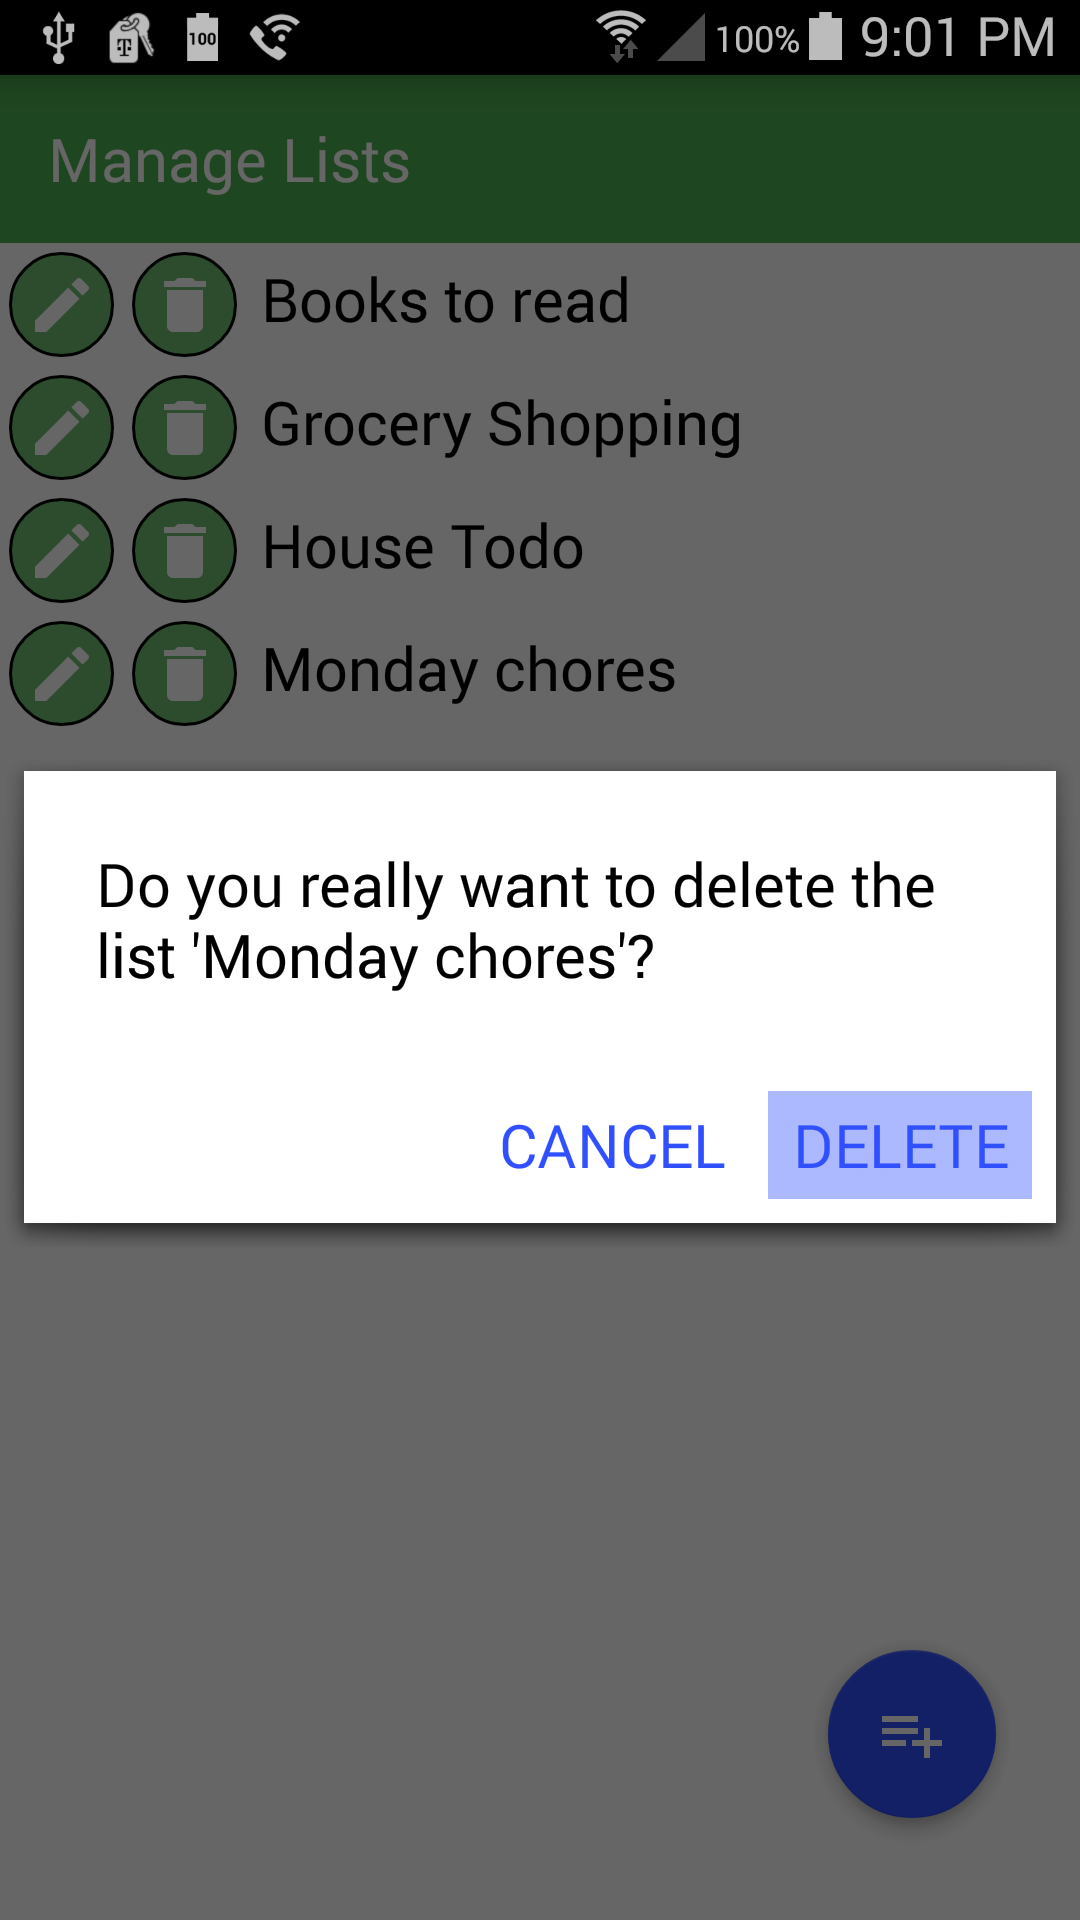 100 100% 9:01 PM
Manage Lists
Books to read
Grocery Shopping
House Todo
Monday chores
Do you really want to delete the
list 'Monday chores'?
CANCEL DELETE